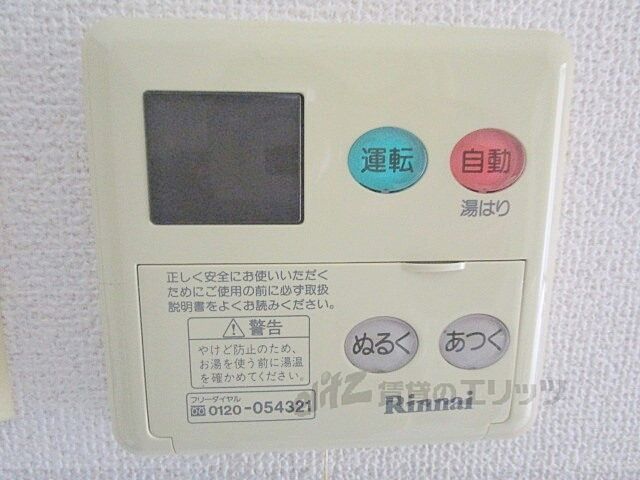 運転
自動
湯はり
正しく安全にお使いいただく
ためにご使用の前に必ず取扱
説明書をよくお読みください。
警告
やけど防止のため、
お湯を使う前に湯温
を確かめてください。
フリーダイヤル
0120-054321
ぬるく
あつく
Rinnai
elitz 賃貸のエリッツ